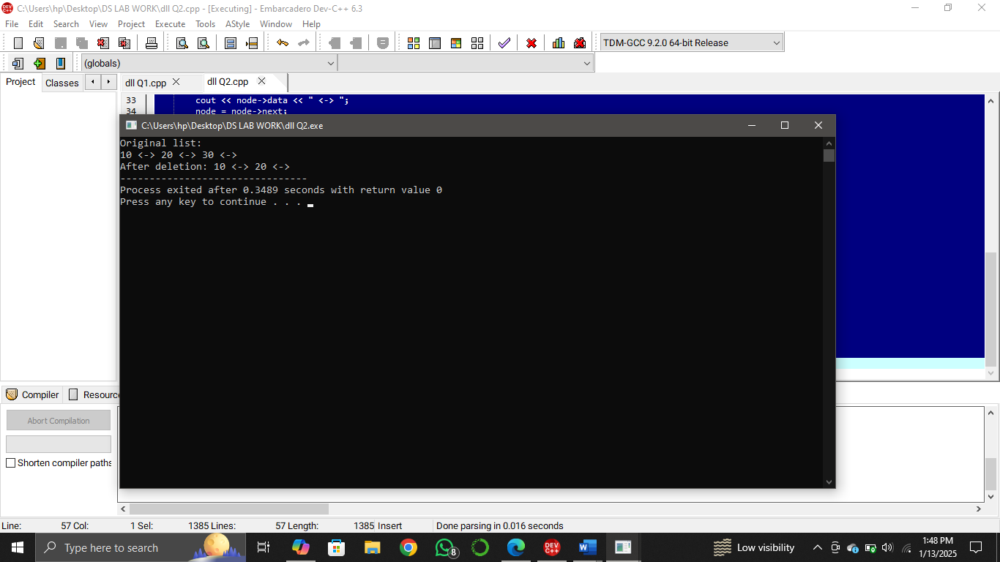 C:\Users\hp\Desktop\DS LAB WORK\dll Q2.cpp - [Executing] - Embarcadero Dev-C++ 6.3
File Edit Search View Project Execute Tools AStyle Window Help
TDM-GCC 9.2.0 64-bit Release
(globals)
Project Classes dll Q1.cpp dll Q2.cpp
33 cout << node->data << " <-> ";
34 node = node->next;
C:\Users\hp\Desktop\DS LAB WORK\dll Q2.exe
Original list:
10 <-> 20 <-> 30 <->
After deletion: 10 <-> 20 <->
--------------------------------
Process exited after 0.3489 seconds with return value 0
Press any key to continue . . .
Compiler Resourc
Abort Compilation
Shorten compiler paths
Line: 57 Col: 1 Sel: 1385 Lines: 57 Length: 1385 Insert Done parsing in 0.016 seconds
Type here to search
8
DEV C++
Low visibility
1:48 PM
1/13/2025